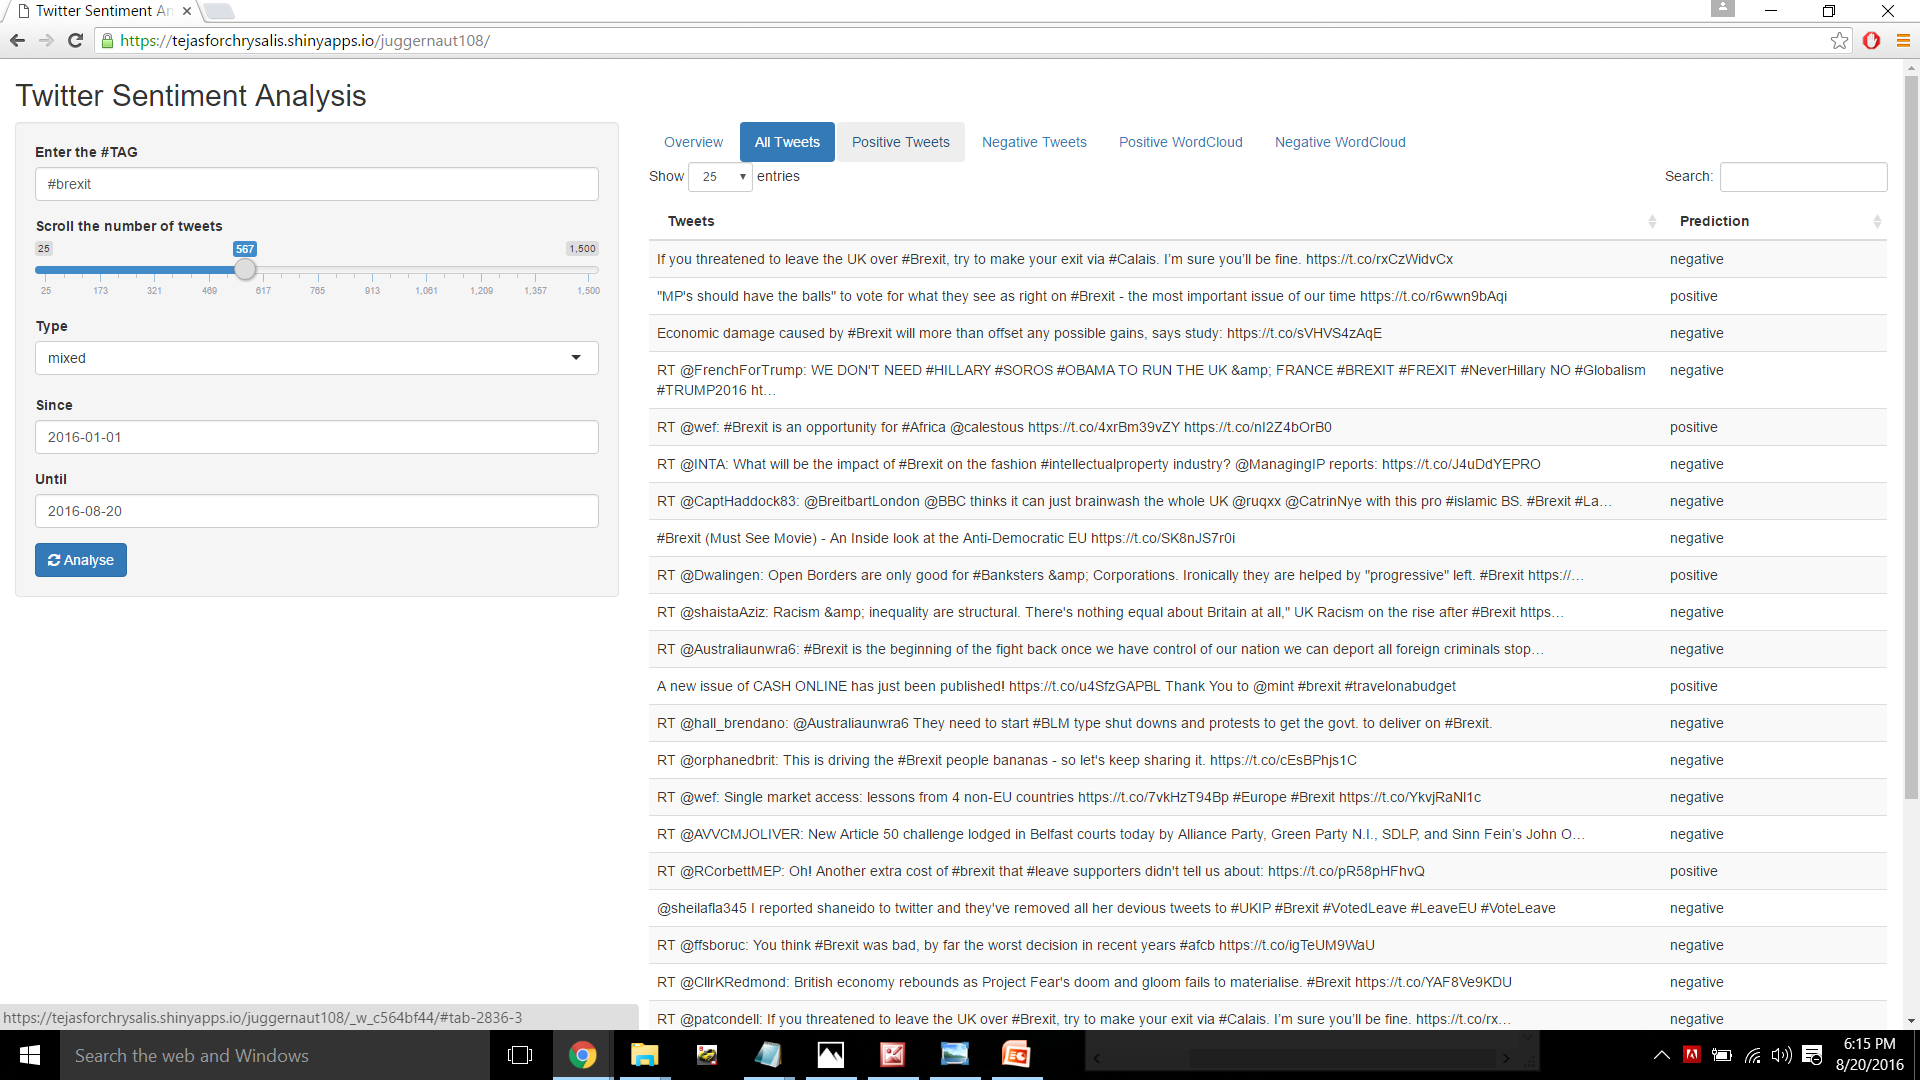 Twitter Sentiment An
https://tejasforchrysalis.shinyapps.io/juggernaut108/
Twitter Sentiment Analysis
Enter the #TAG
#brexit
Scroll the number of tweets
25 567 1,500
25 173 321 469 617 765 913 1,061 1,209 1,357 1,500
Type
mixed
Since
2016-01-01
Until
2016-08-20
Analyse
Overview All Tweets Positive Tweets Negative Tweets Positive WordCloud Negative WordCloud
Show 25 entries Search:
Tweets Prediction
If you threatened to leave the UK over #Brexit, try to make your exit via #Calais. I'm sure you'll be fine. https://t.co/rxCzWidvCx negative
"MP's should have the balls" to vote for what they see as right on #Brexit - the most important issue of our time https://t.co/r6wwn9bAqi positive
Economic damage caused by #Brexit will more than offset any possible gains, says study: https://t.co/sVHVS4zAqE negative
RT @FrenchForTrump: WE DON'T NEED #HILLARY #SOROS #OBAMA TO RUN THE UK &amp; FRANCE #BREXIT #FREXIT #NeverHillary NO #Globalism negative
#TRUMP2016 ht…
RT @wef: #Brexit is an opportunity for #Africa @calestous https://t.co/4xrBm39vZY https://t.co/nI2Z4bOrB0 positive
RT @INTA: What will be the impact of #Brexit on the fashion #intellectualproperty industry? @ManagingIP reports: https://t.co/J4uDdYEPRO negative
RT @CaptHaddock83: @BreitbartLondon @BBC thinks it can just brainwash the whole UK @ruqxx @CatrinNye with this pro #islamic BS. #Brexit #La… negative
#Brexit (Must See Movie) - An Inside look at the Anti-Democratic EU https://t.co/SK8nJS7r0i negative
RT @Dwalingen: Open Borders are only good for #Banksters &amp; Corporations. Ironically they are helped by "progressive" left. #Brexit https://… positive
RT @shaistaAziz: Racism &amp; inequality are structural. There's nothing equal about Britain at all," UK Racism on the rise after #Brexit https… negative
RT @Australiaunwra6: #Brexit is the beginning of the fight back once we have control of our nation we can deport all foreign criminals stop… negative
A new issue of CASH ONLINE has just been published! https://t.co/u4SfzGAPBL Thank You to @mint #brexit #travelonabudget positive
RT @hall_brendano: @Australiaunwra6 They need to start #BLM type shut downs and protests to get the govt. to deliver on #Brexit. negative
RT @orphanedbrit: This is driving the #Brexit people bananas - so let's keep sharing it. https://t.co/cEsBPhjs1C negative
RT @wef: Single market access: lessons from 4 non-EU countries https://t.co/7vkHzT94Bp #Europe #Brexit https://t.co/YkvjRaNl1c negative
RT @AVVCMJOLIVER: New Article 50 challenge lodged in Belfast courts today by Alliance Party, Green Party N.I., SDLP, and Sinn Fein's John O… negative
RT @RCorbettMEP: Oh! Another extra cost of #brexit that #leave supporters didn't tell us about: https://t.co/pR58pHFhvQ positive
@sheilafla345 I reported shaneido to twitter and they've removed all her devious tweets to #UKIP #Brexit #VotedLeave #LeaveEU #VoteLeave negative
RT @ffsboruc: You think #Brexit was bad, by far the worst decision in recent years #afcb https://t.co/igTeUM9WaU negative
RT @CllrKRedmond: British economy rebounds as Project Fear's doom and gloom fails to materialise. #Brexit https://t.co/YAF8Ve9KDU negative
RT @patcondell: If you threatened to leave the UK over #Brexit, try to make your exit via #Calais. I'm sure you'll be fine. https://t.co/rx… negative
https://tejasforchrysalis.shinyapps.io/juggernaut108/_w_c564bf44/#tab-2836-3
Search the web and Windows
6:15 PM
8/20/2016